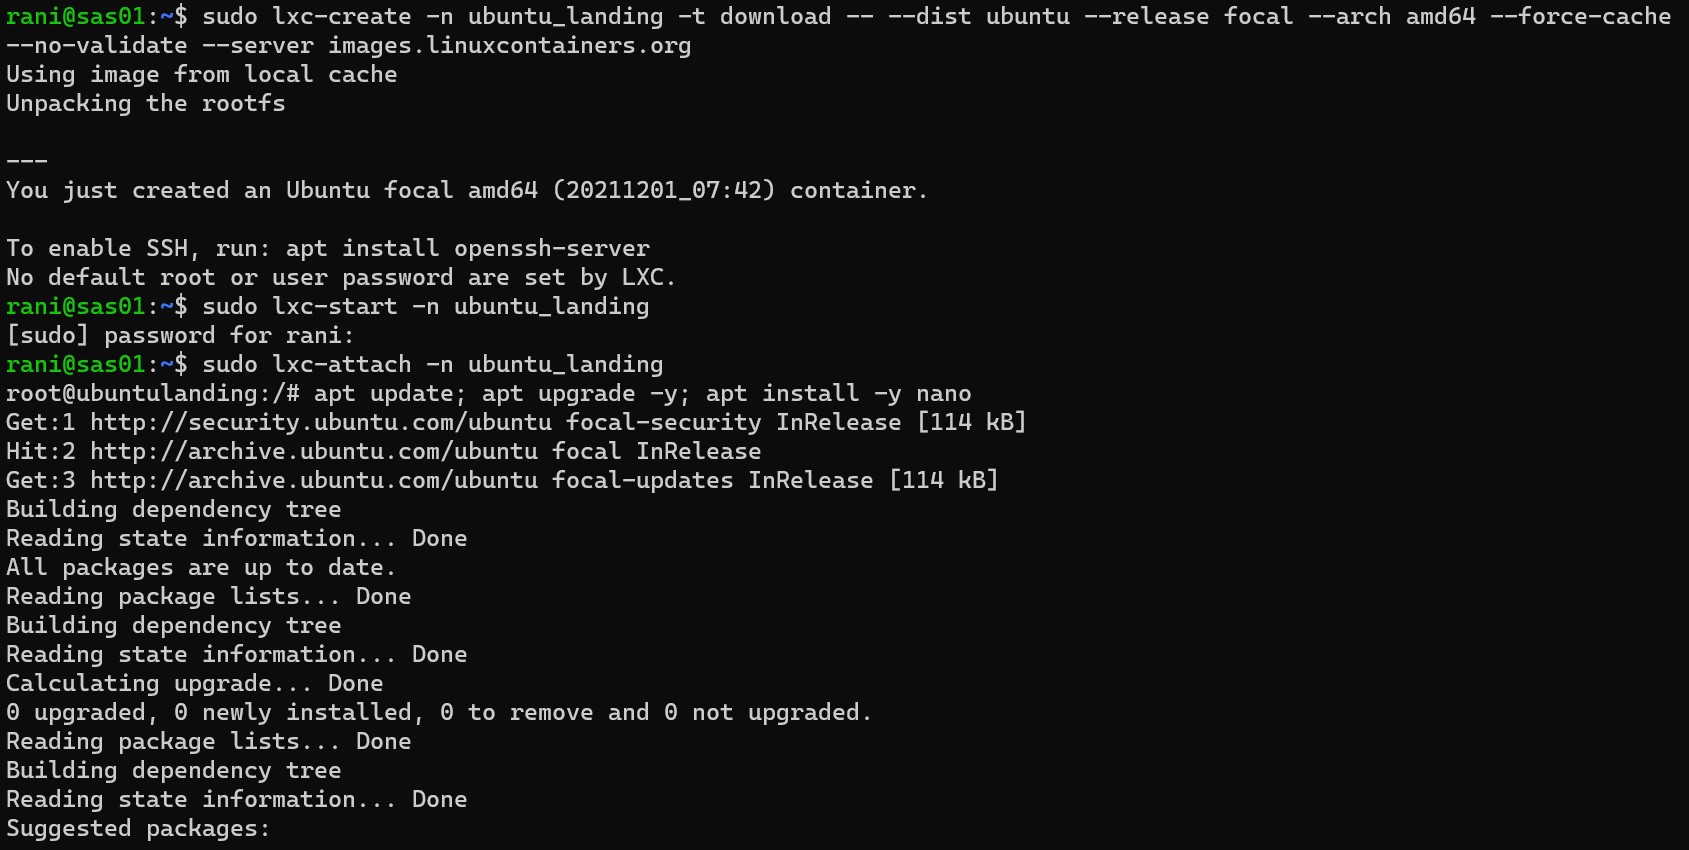 rani@sas01:~$ sudo lxc-create -n ubuntu_landing -t download -- --dist ubuntu --release focal --arch amd64 --force-cache
--no-validate --server images.linuxcontainers.org
Using image from local cache
Unpacking the rootfs
---
You just created an Ubuntu focal amd64 (20211201_07:42) container.
To enable SSH, run: apt install openssh-server
No default root or user password are set by LXC.
rani@sas01:~$ sudo lxc-start -n ubuntu_landing
[sudo] password for rani:
rani@sas01:~$ sudo lxc-attach -n ubuntu_landing
root@ubuntulanding:/# apt update; apt upgrade -y; apt install -y nano
Get:1 http://security.ubuntu.com/ubuntu focal-security InRelease [114 kB]
Hit:2 http://archive.ubuntu.com/ubuntu focal InRelease
Get:3 http://archive.ubuntu.com/ubuntu focal-updates InRelease [114 kB]
Building dependency tree
Reading state information... Done
All packages are up to date.
Reading package lists... Done
Building dependency tree
Reading state information... Done
Calculating upgrade... Done
0 upgraded, 0 newly installed, 0 to remove and 0 not upgraded.
Reading package lists... Done
Building dependency tree
Reading state information... Done
Suggested packages: